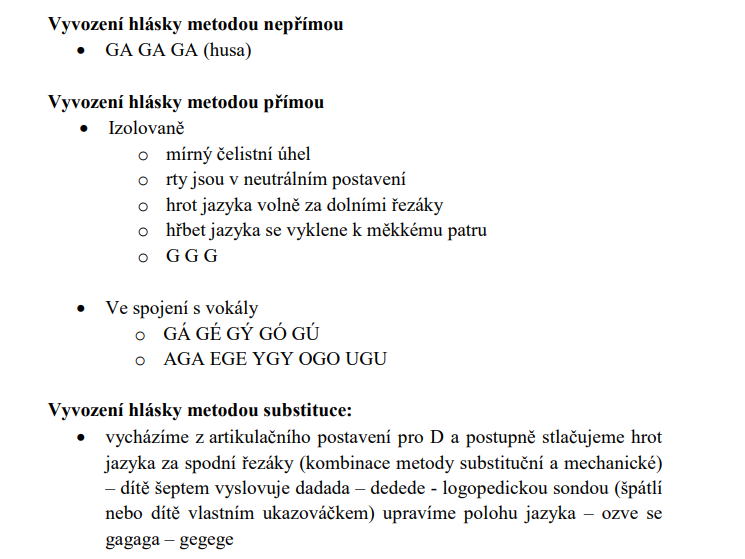 Vyvození hlásky metodou nepřímou
• GA GA GA (husa)
Vyvození hlásky metodou přímou
• Izolovaně
o mírný čelistní úhel
o rty jsou v neutrálním postavení
o hrot jazyka volně za dolními řezáky
o hřbet jazyka se vyklene k měkkému patru
o G G G
• Ve spojení s vokály
o GÁ GÉ GÝ GÓ GÚ
o AGA EGE YGY OGO UGU
Vyvození hlásky metodou substituce:
• vycházíme z artikulačního postavení pro D a postupně stlačujeme hrot
jazyka za spodní řezáky (kombinace metody substituční a mechanické)
– dítě šeptem vyslovuje dadada – dedede - logopedickou sondou (špátlí
nebo dítě vlastním ukazováčkem) upravíme polohu jazyka – ozve se
gagaga – gegege